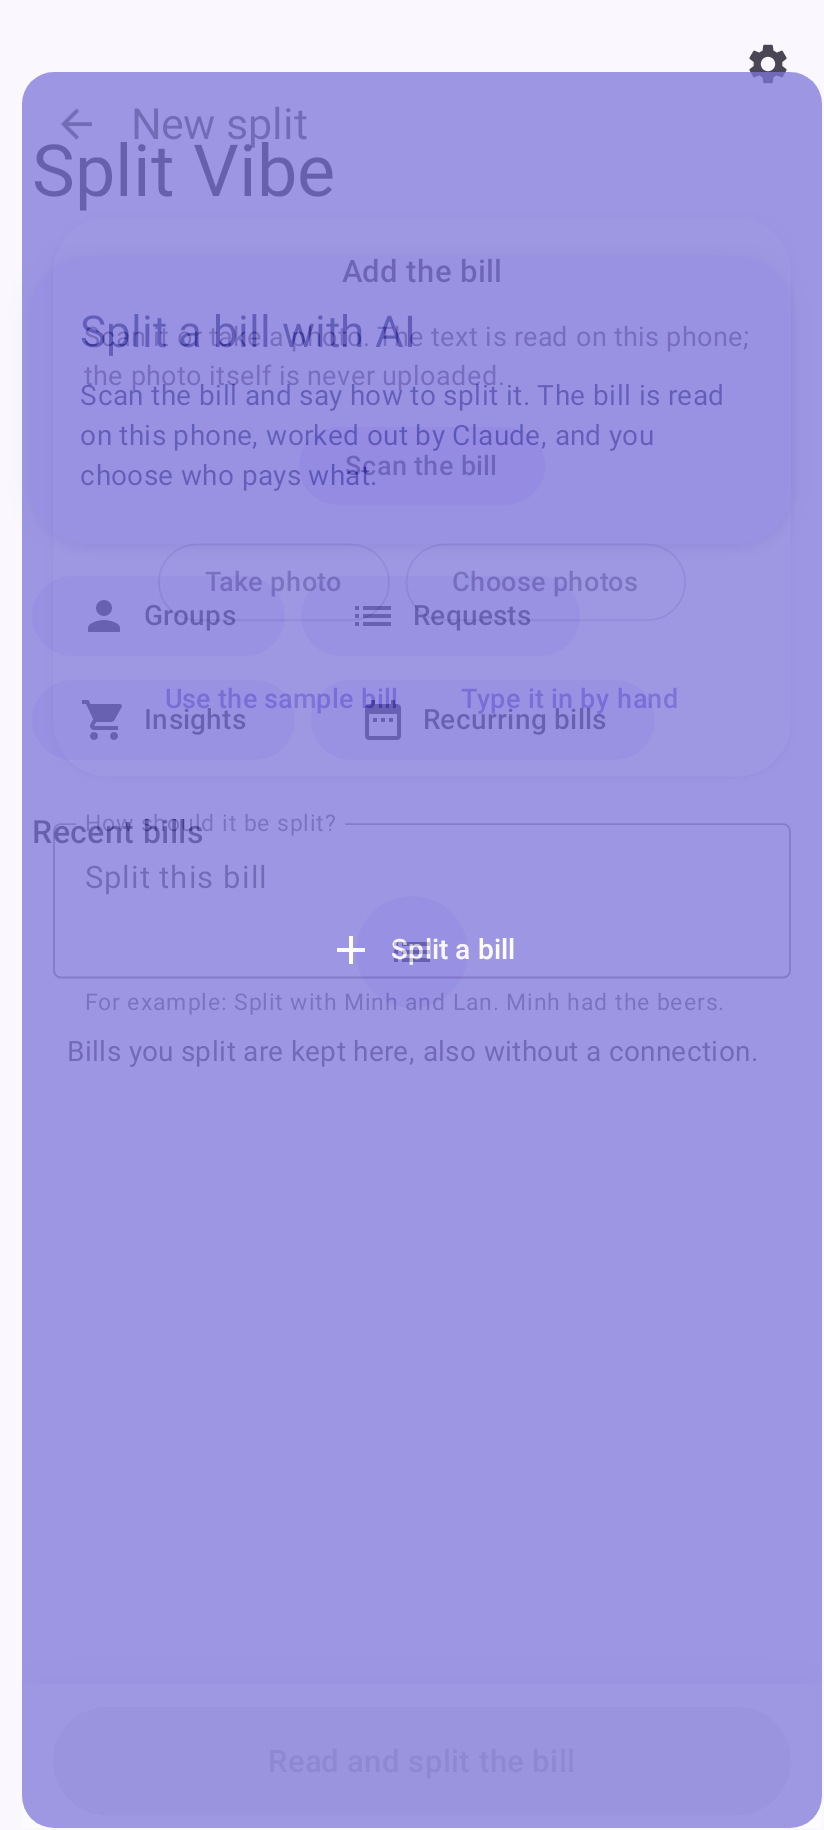 New split
Split Vibe
Add the bill
Split a bill with AI
Scan it or take a photo. The text is read on this phone;
the photo itself is never uploaded.
Scan the bill and say how to split it. The bill is read
on this phone, worked out by Claude, and you
choose who pays what.
Scan the bill
Take photo
Choose photos
Groups
Requests
Use the sample bill
Type it in by hand
Insights
Recurring bills
How should it be split?
Recent bills
Split this bill
Split a bill
For example: Split with Minh and Lan. Minh had the beers.
Bills you split are kept here, also without a connection.
Read and split the bill